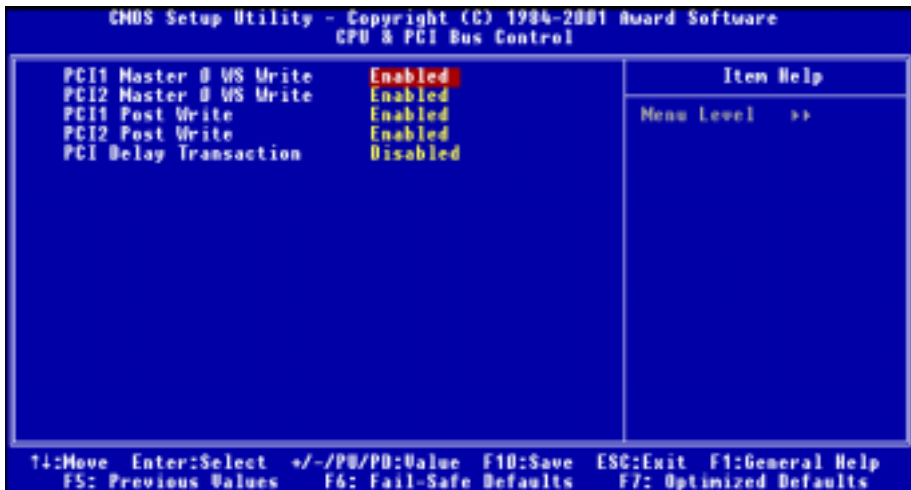 CMOS Setup Utility - Copyright (C) 1984-2001 Award Software
CPU & PCI Bus Control
PCI1 Master 0 WS Write Enabled
PCI2 Master 0 WS Write Enabled
PCI1 Post Write Enabled
PCI2 Post Write Enabled
PCI Delay Transaction Disabled
Item Help
Menu Level ►►
↑↓:Move Enter:Select +/-/PU/PD:Value F10:Save ESC:Exit F1:General Help
F5: Previous Values F6: Fail-Safe Defaults F7: Optimized Defaults